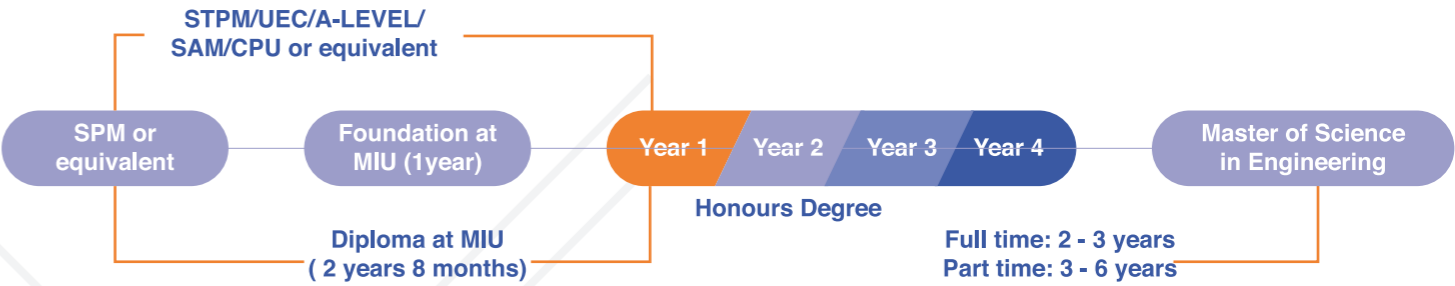 STPM/UEC/A-LEVEL/
SAM/CPU or equivalent
SPM or
equivalent
Foundation at
MIU (1year)
Year 1
Year 2
Year 3
Year 4
Master of Science
in Engineering
Honours Degree
Diploma at MIU
( 2 years 8 months)
Full time: 2 - 3 years
Part time: 3 - 6 years